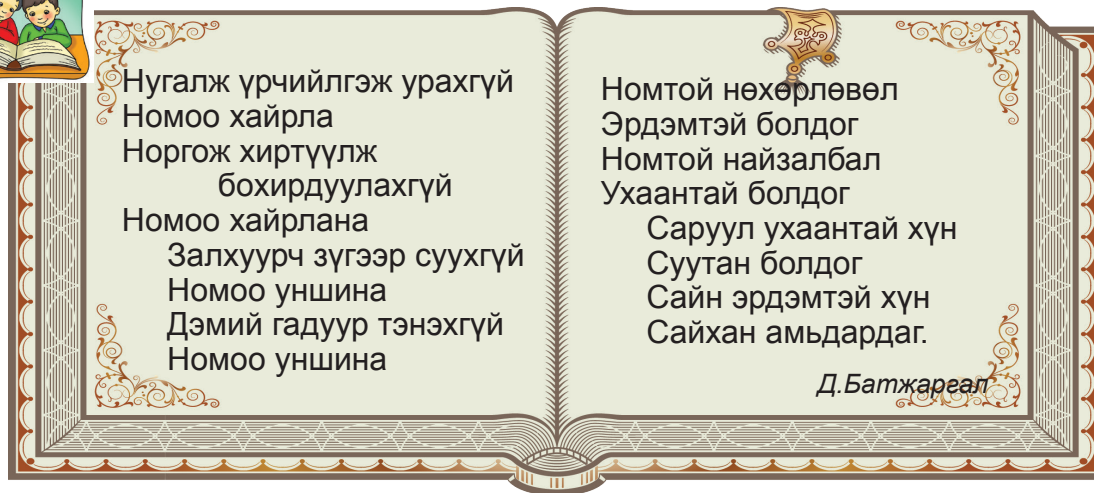 Нугалж үрчийлгэж урахгүй
Номоо хайрла
Норгож хиртүүлж
бохирдуулахгүй
Номоо хайрлана
Залхуурч зүгээр суухгүй
Номоо уншина
Дэмий гадуур тэнэхгүй
Номоо уншина
Номтой нөхөрлөвөл
Эрдэмтэй болдог
Номтой найзалбал
Ухаантай болдог
Саруул ухаантай хүн
Суутан болдог
Сайн эрдэмтэй хүн
Сайхан амьдардаг.
Д.Батжаргал